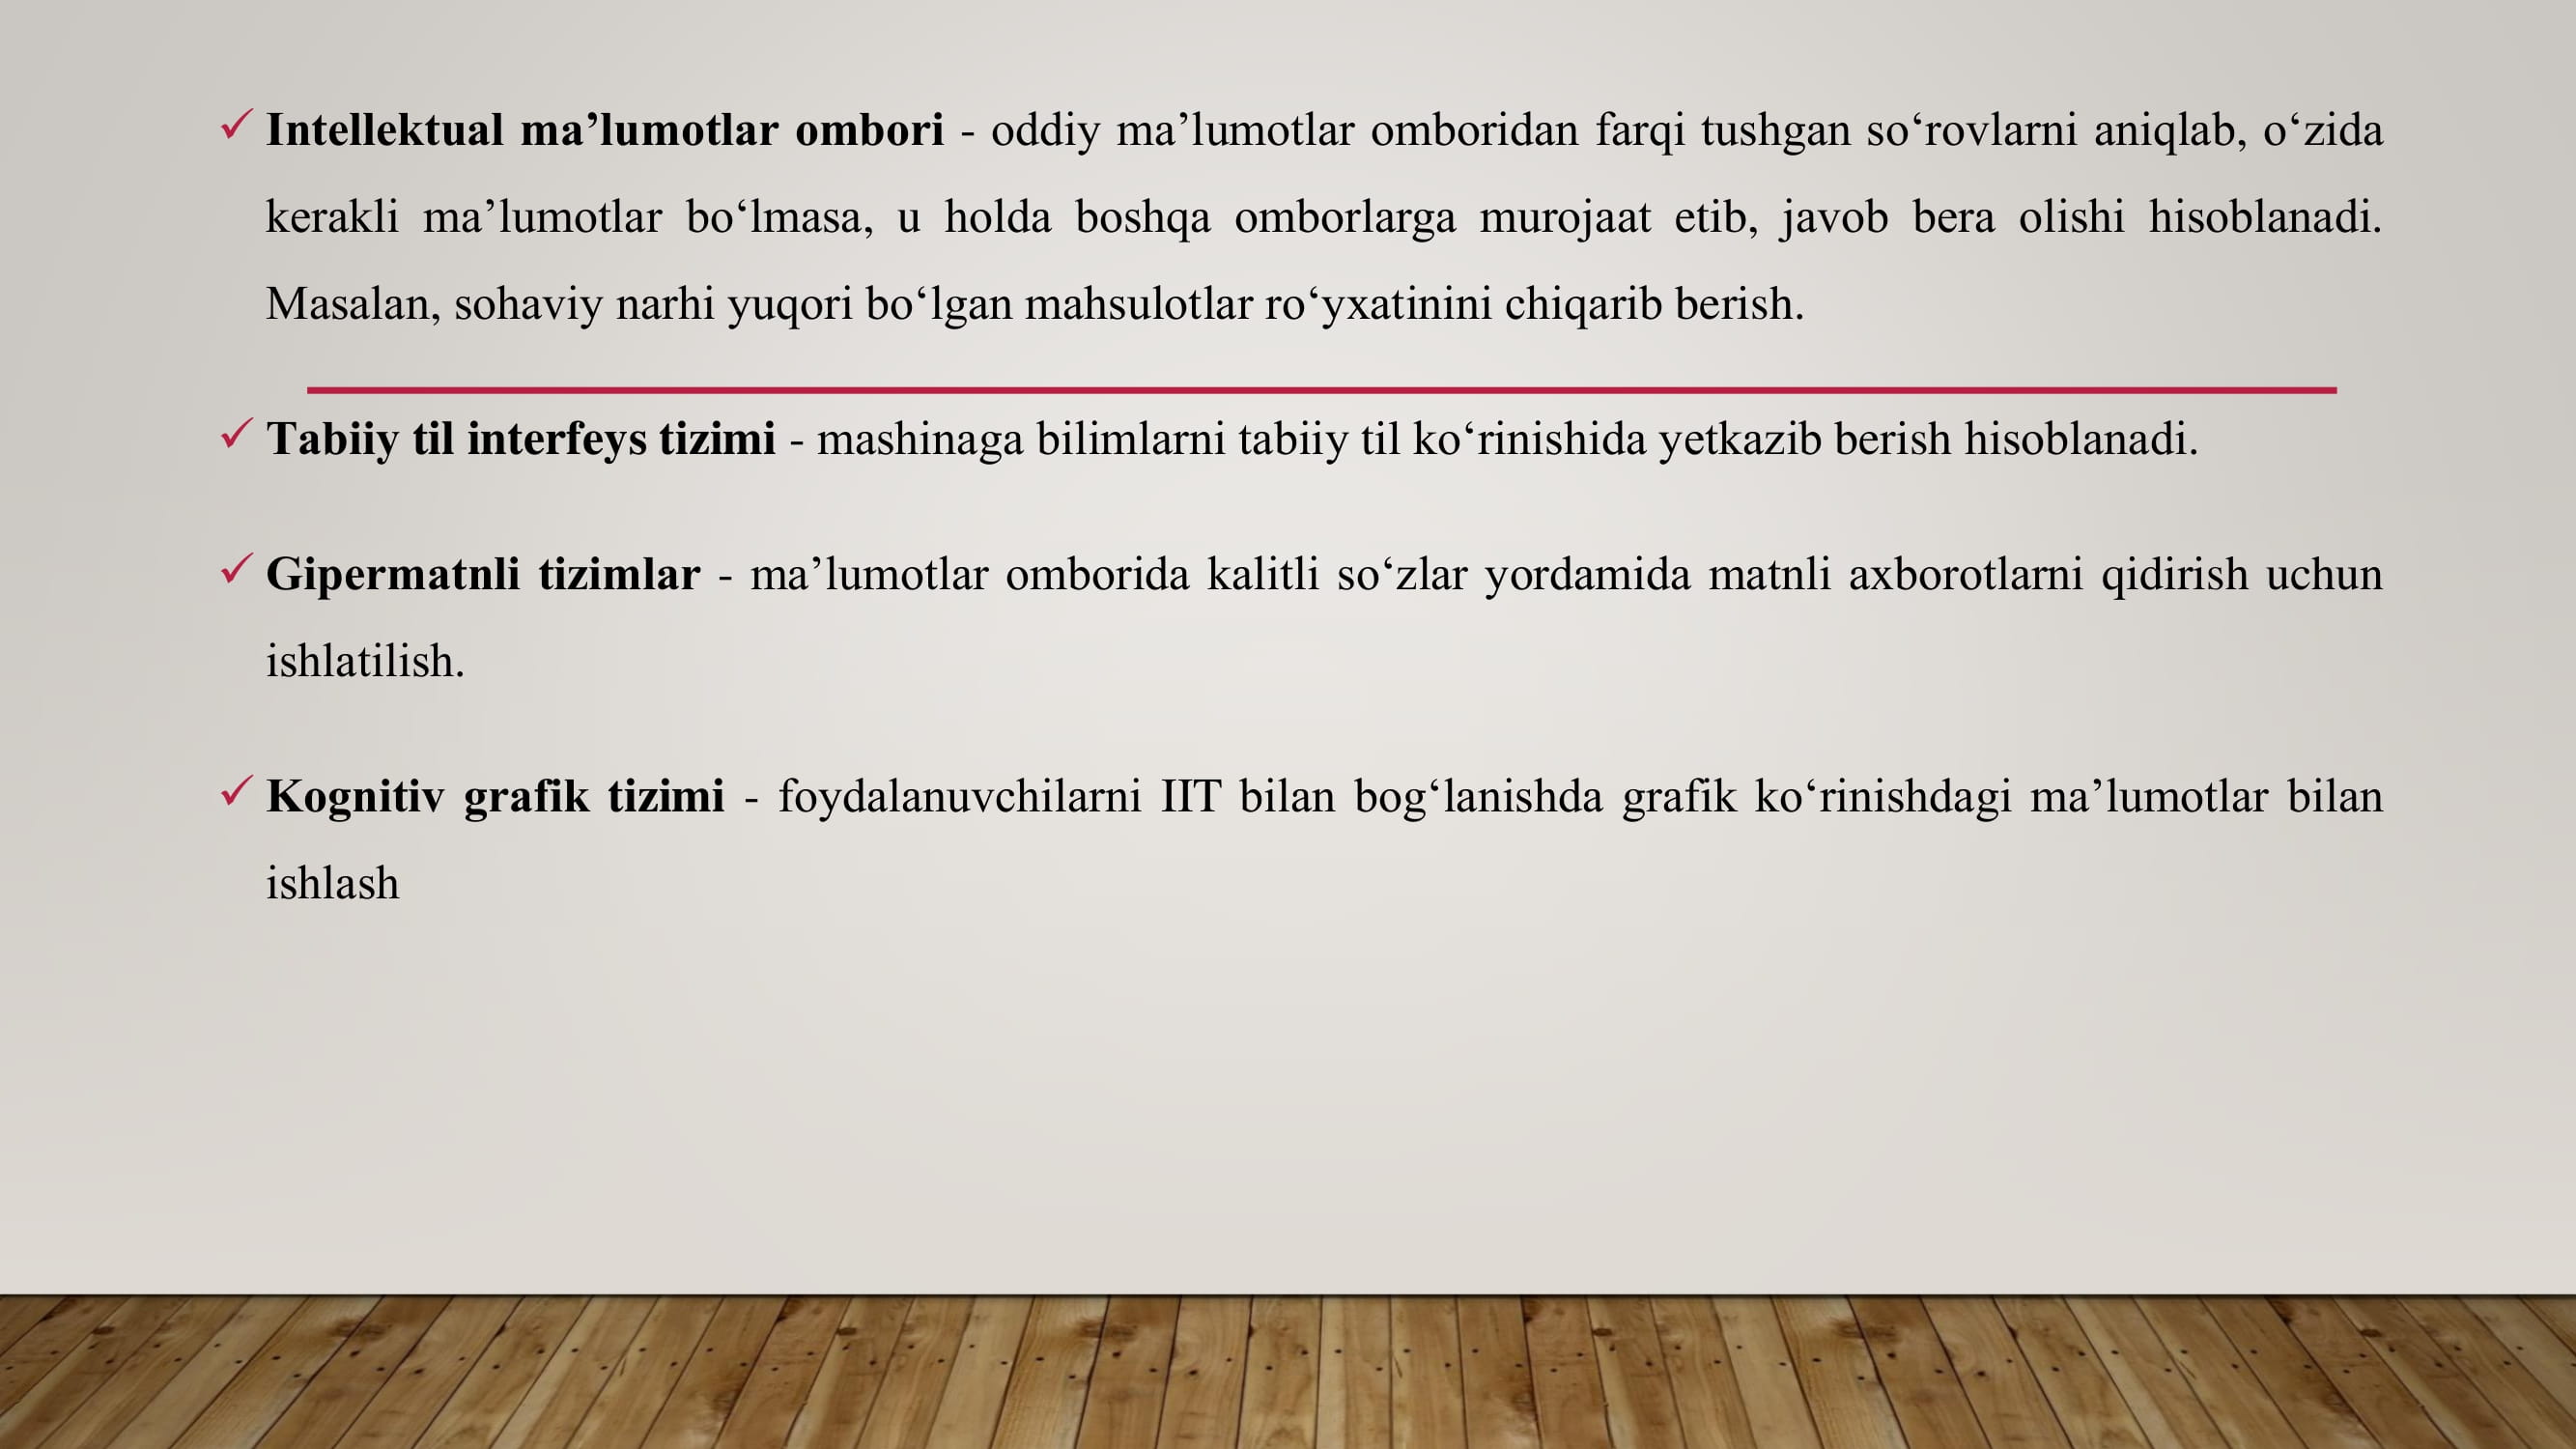 ✓ Intellektual ma’lumotlar ombori - oddiy ma’lumotlar omboridan farqi tushgan so‘rovlarni aniqlab, o‘zida
kerakli ma’lumotlar bo‘lmasa, u holda boshqa omborlarga murojaat etib, javob bera olishi hisoblanadi.
Masalan, sohaviy narhi yuqori bo‘lgan mahsulotlar ro‘yxatinini chiqarib berish.
✓ Tabiiy til interfeys tizimi - mashinaga bilimlarni tabiiy til ko‘rinishida yetkazib berish hisoblanadi.
✓ Gipermatnli tizimlar - ma’lumotlar omborida kalitli so‘zlar yordamida matnli axborotlarni qidirish uchun
ishlatilish.
✓ Kognitiv grafik tizimi - foydalanuvchilarni IIT bilan bog‘lanishda grafik ko‘rinishdagi ma’lumotlar bilan
ishlash